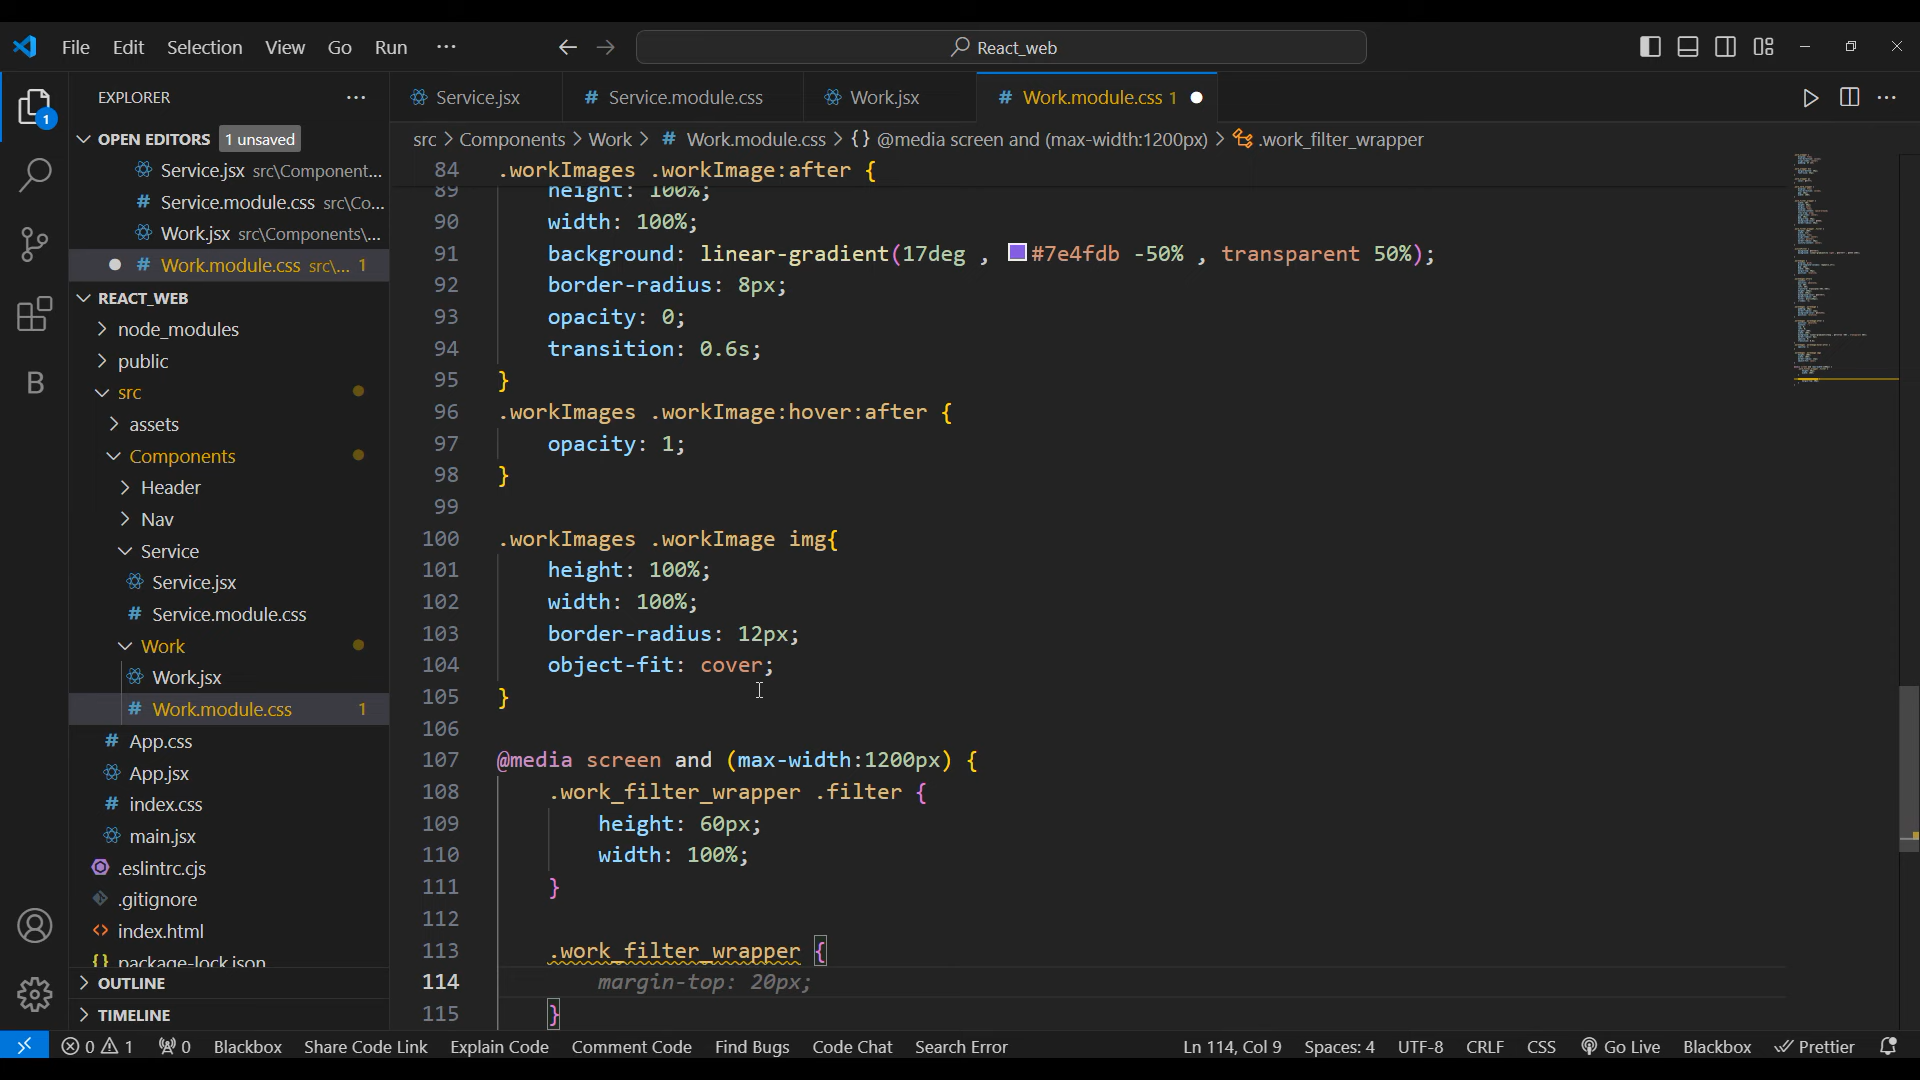 File Edit Selection View Go Run ··· React_web
EXPLORER ···
OPEN EDITORS 1 unsaved
Service.jsx src\Component...
# Service.module.css src\Co...
Work.jsx src\Components\...
# Work.module.css src\... 1
REACT_WEB
node_modules
public
src
assets
Components
Header
Nav
Service
Service.jsx
# Service.module.css
Work
Work.jsx
# Work.module.css 1
# App.css
App.jsx
# index.css
main.jsx
.eslintrc.cjs
.gitignore
<> index.html
{} package-lock.json
OUTLINE
TIMELINE
1
B
Service.jsx # Service.module.css Work.jsx # Work.module.css 1
src > Components > Work > # Work.module.css > {} @media screen and (max-width:1200px) > .work_filter_wrapper
84 .workImages .workImage:after {
89 height: 100%;
90 width: 100%;
91 background: linear-gradient(17deg , #7e4fdb -50% , transparent 50%);
92 border-radius: 8px;
93 opacity: 0;
94 transition: 0.6s;
95 }
96 .workImages .workImage:hover:after {
97 opacity: 1;
98 }
99
100 .workImages .workImage img{
101 height: 100%;
102 width: 100%;
103 border-radius: 12px;
104 object-fit: cover;
105 }
106
107 @media screen and (max-width:1200px) {
108 .work_filter_wrapper .filter {
109 height: 60px;
110 width: 100%;
111 }
112
113 .work_filter_wrapper {
114 margin-top: 20px;
115 }
0 1 0 Blackbox Share Code Link Explain Code Comment Code Find Bugs Code Chat Search Error Ln 114, Col 9 Spaces: 4 UTF-8 CRLF CSS Go Live Blackbox Prettier